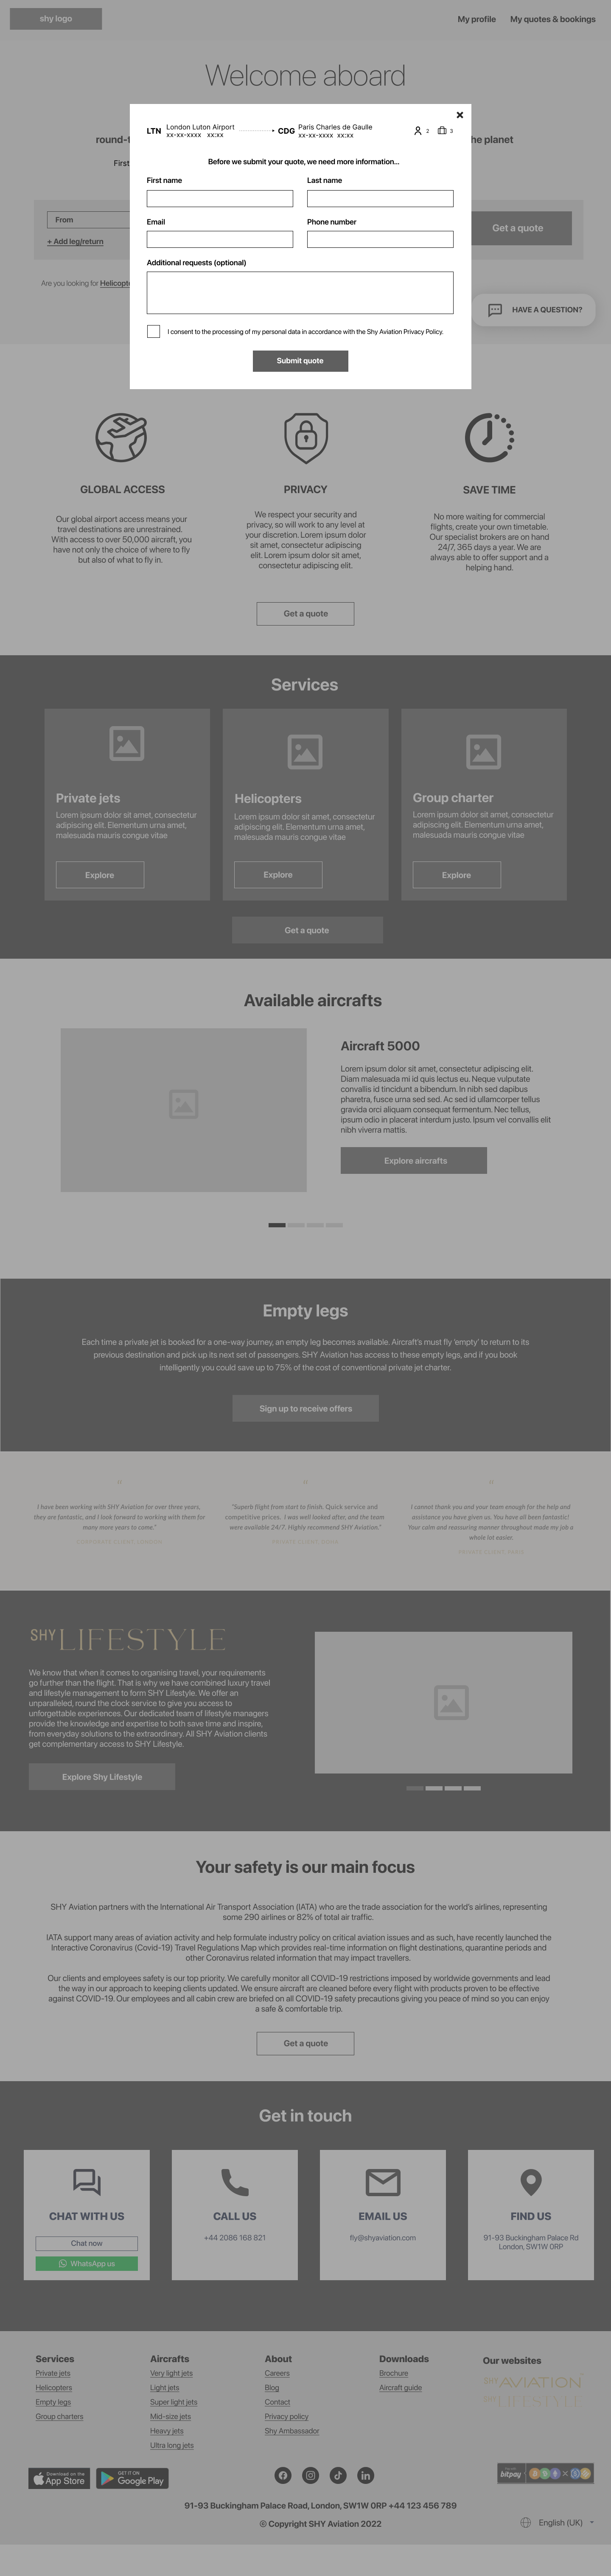 shy logo
My profile
My quotes & bookings
Welcome aboard
round-t
he planet
First
From
+ Add leg/return
Get a quote
Are you looking for Helicopte
HAVE A QUESTION?
LTN
London Luton Airport
xx-xx-xxxx xx:xx
CDG
Paris Charles de Gaulle
xx-xx-xxxx xx:xx
2
3
Before we submit your quote, we need more information...
First name
Last name
Email
Phone number
Additional requests (optional)
I consent to the processing of my personal data in accordance with the Shy Aviation Privacy Policy.
Submit quote
GLOBAL ACCESS
Our global airport access means your
travel destinations are unrestrained.
With access to over 50,000 aircraft, you
have not only the choice of where to fly
but also of what to fly in.
PRIVACY
We respect your security and
privacy, so will work to any level at
your discretion. Lorem ipsum dolor
sit amet, consectetur adipiscing
elit. Lorem ipsum dolor sit amet,
consectetur adipiscing elit.
SAVE TIME
No more waiting for commercial
flights, create your own timetable.
Our specialist brokers are on hand
24/7, 365 days a year. We are
always able to offer support and a
helping hand.
Get a quote
Services
Private jets
Lorem ipsum dolor sit amet, consectetur
adipiscing elit. Elementum urna amet,
malesuada mauris congue vitae
Explore
Helicopters
Lorem ipsum dolor sit amet, consectetur
adipiscing elit. Elementum urna amet,
malesuada mauris congue vitae
Explore
Group charter
Lorem ipsum dolor sit amet, consectetur
adipiscing elit. Elementum urna amet,
malesuada mauris congue vitae
Explore
Get a quote
Available aircrafts
Aircraft 5000
Lorem ipsum dolor sit amet, consectetur adipiscing elit.
Diam malesuada mi id quis lectus eu. Neque vulputate
convallis id tincidunt a bibendum. In nibh sed dapibus
pharetra, fusce urna sed sed. Ac sed id ullamcorper tellus
gravida orci aliquam consequat fermentum. Nec tellus,
ipsum odio in placerat interdum justo. Ipsum vel convallis elit
nibh viverra mattis.
Explore aircrafts
Empty legs
Each time a private jet is booked for a one-way journey, an empty leg becomes available. Aircraft's must fly 'empty' to return to its
previous destination and pick up its next set of passengers. SHY Aviation has access to these empty legs, and if you book
intelligently you could save up to 75% of the cost of conventional private jet charter.
Sign up to receive offers
"
I have been working with SHY Aviation for over three years,
they are fantastic, and I look forward to working with them for
many more years to come."
"
"Superb flight from start to finish. Quick service and
competitive prices. I was well looked after, and the team
were available 24/7. Highly recommend SHY Aviation."
"
I cannot thank you and your team enough for the help and
assistance you have given us. You have all been fantastic!
Your calm and reassuring manner throughout made my job a
whole lot easier.
SHY LIFESTYLE
We know that when it comes to organising travel, your requirements
go further than the flight. That is why we have combined luxury travel
and lifestyle management to form SHY Lifestyle. We offer an
unparalleled, round the clock service to give you access to
unforgettable experiences. Our dedicated team of lifestyle managers
provide the knowledge and expertise to both save time and inspire,
from everyday solutions to the extraordinary. All SHY Aviation clients
get complementary access to SHY Lifestyle.
Explore Shy Lifestyle
Your safety is our main focus
SHY Aviation partners with the International Air Transport Association (IATA) who are the trade association for the world's airlines, representing
some 290 airlines or 82% of total air traffic.
IATA support many areas of aviation activity and help formulate industry policy on critical aviation issues and as such, have recently launched the
Interactive Coronavirus (Covid-19) Travel Regulations Map which provides real-time information on flight destinations, quarantine periods and
other Coronavirus related information that may impact travellers.
Our clients and employees safety is our top priority. We carefully monitor all COVID-19 restrictions imposed by worldwide governments and lead
the way in our approach to keeping clients updated. We ensure aircraft are cleaned before every flight with products proven to be effective
against COVID-19. Our employees and all cabin crew are briefed on all COVID-19 safety precautions giving you peace of mind so you can enjoy
a safe & comfortable trip.
Get a quote
Get in touch
CHAT WITH US
Chat now
WhatsApp us
CALL US
+44 2086 168 821
EMAIL US
fly@shyaviation.com
FIND US
91-93 Buckingham Palace Rd
London, SW1W 0RP
Services
Private jets
Helicopters
Empty legs
Group charters
Aircrafts
Very light jets
Light jets
Super light jets
Mid-size jets
Heavy jets
Ultra long jets
About
Careers
Blog
Contact
Privacy policy
Shy Ambassador
Downloads
Brochure
Aircraft guide
Our websites
SHY AVIATION
SHY LIFESTYLE
Download on the
App Store
GET IT ON
Google Play
bitpay
91-93 Buckingham Palace Road, London, SW1W 0RP +44 123 456 789
© Copyright SHY Aviation 2022
English (UK)